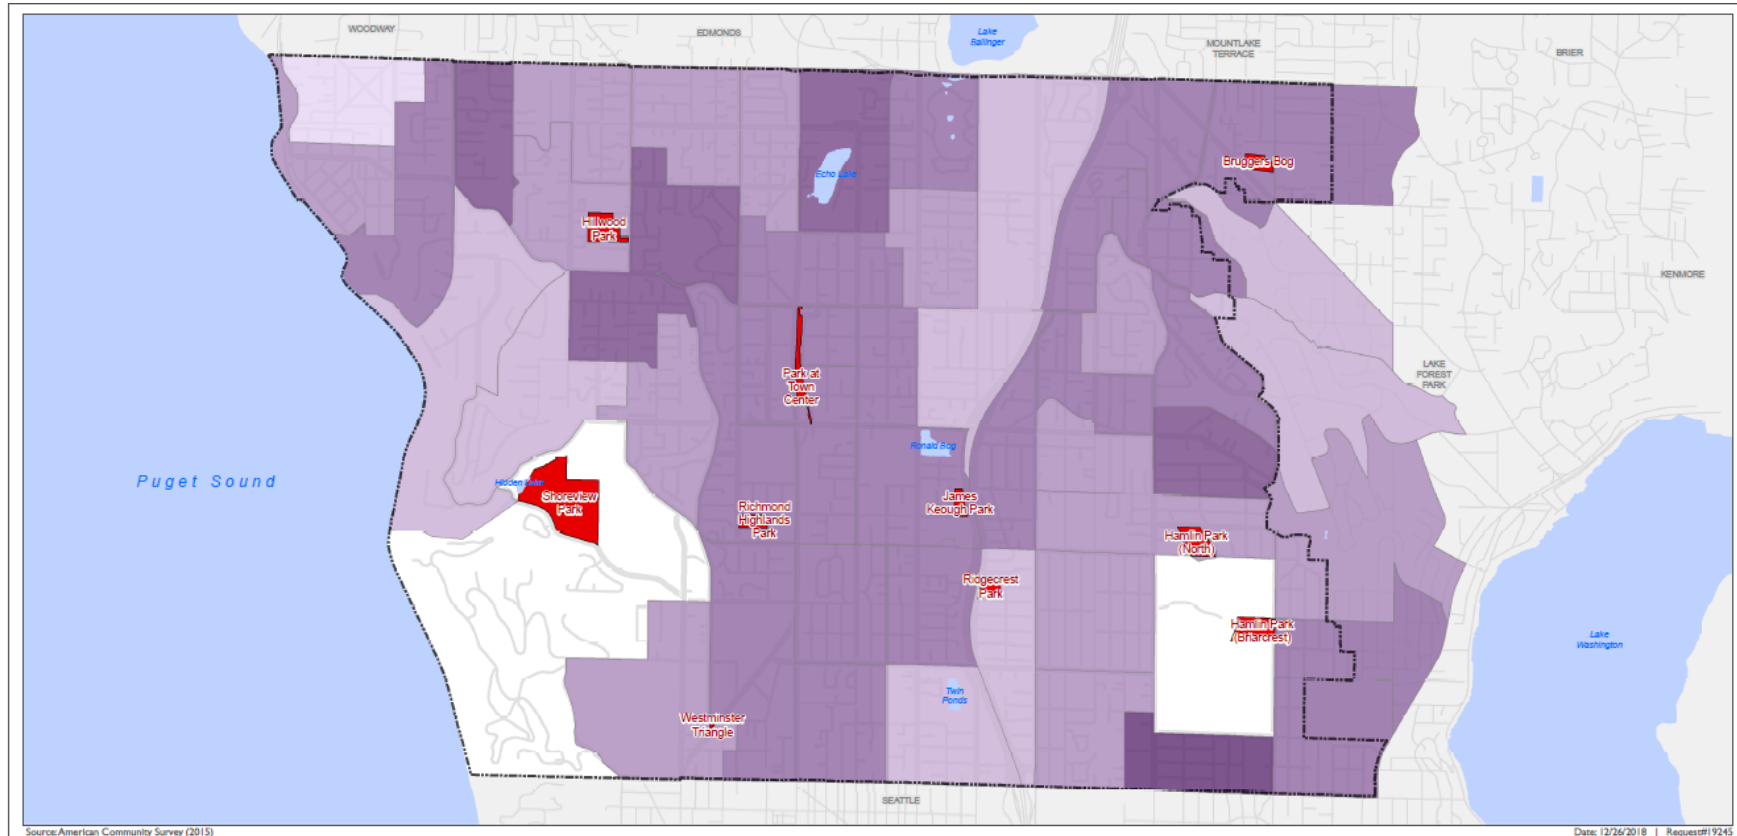 WOODWAY
EDMONDS
Lake
Ballinger
MOUNTLAKE
TERRACE
BRIER
Bruggers Bog
Echo Lake
Hillwood
Park
KENMORE
Park at
Town
Center
LAKE
FOREST
PARK
Ronald Bog
Puget Sound
Hidden Lake
Shoreview
Park
Richmond
Highlands
Park
James
Keough Park
Hamlin Park
(North)
Ridgecrest
Park
Hamlin Park
(Briarcrest)
Lake
Washington
Twin
Ponds
Westminster
Triangle
SEATTLE
Source: American Community Survey (2015)
Date: 12/26/2018 | Request#19245